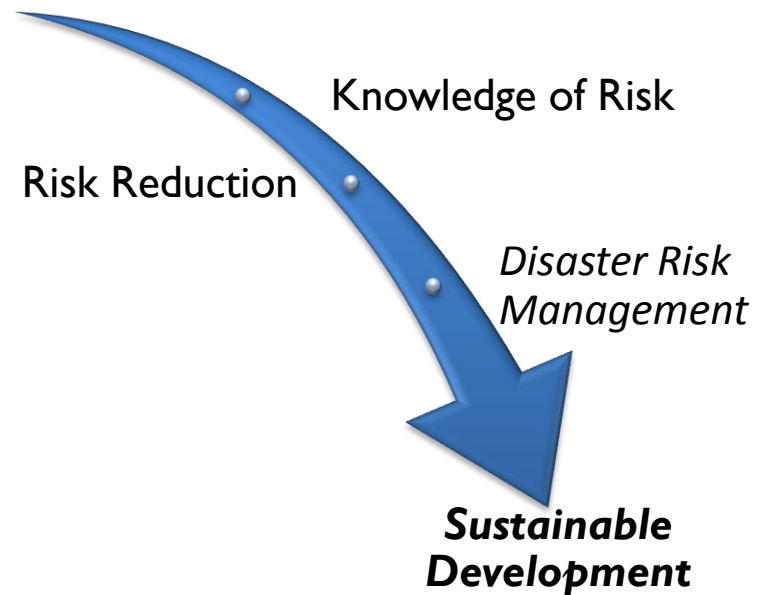 Knowledge of Risk
Risk Reduction
Disaster Risk
Management
Sustainable
Development